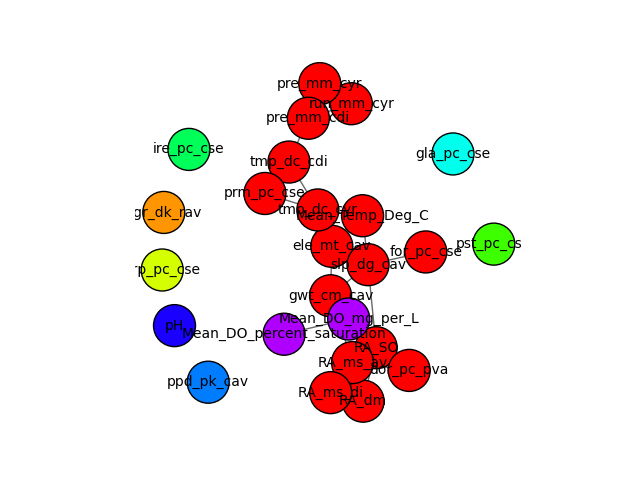 pre_mm_cyr
run_mm_cyr
pre_mm_cdi
ire_pc_cse
gla_pc_cse
tmp_dc_cdi
prm_pc_cse
tmp_dc_cyr
gr_dk_rav
Mean_Temp_Deg_C
ele_mt_cav
for_pc_cse
pst_pc_cs
slp_dg_cav
rp_pc_cse
gwt_cm_cav
Mean_DO_mg_per_L
pH
Mean_DO_percent_saturation
RA_SO
RA_ms_av
dor_pc_pva
ppd_pk_cav
RA_ms_di
RA_dm